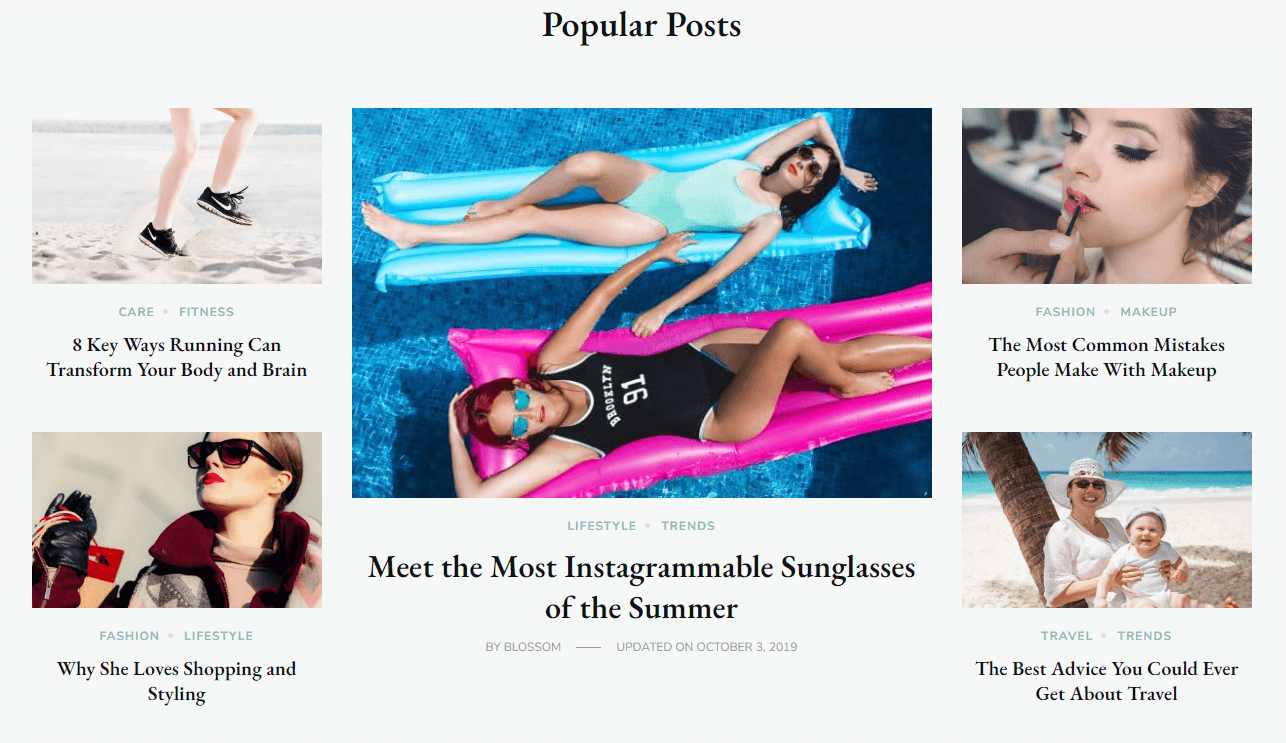 Popular Posts
CARE FITNESS
8 Key Ways Running Can
Transform Your Body and Brain
FASHION LIFESTYLE
Why She Loves Shopping and
Styling
BROOKLYN
91
LIFESTYLE TRENDS
Meet the Most Instagrammable Sunglasses
of the Summer
BY BLOSSOM —— UPDATED ON OCTOBER 3, 2019
FASHION MAKEUP
The Most Common Mistakes
People Make With Makeup
TRAVEL TRENDS
The Best Advice You Could Ever
Get About Travel